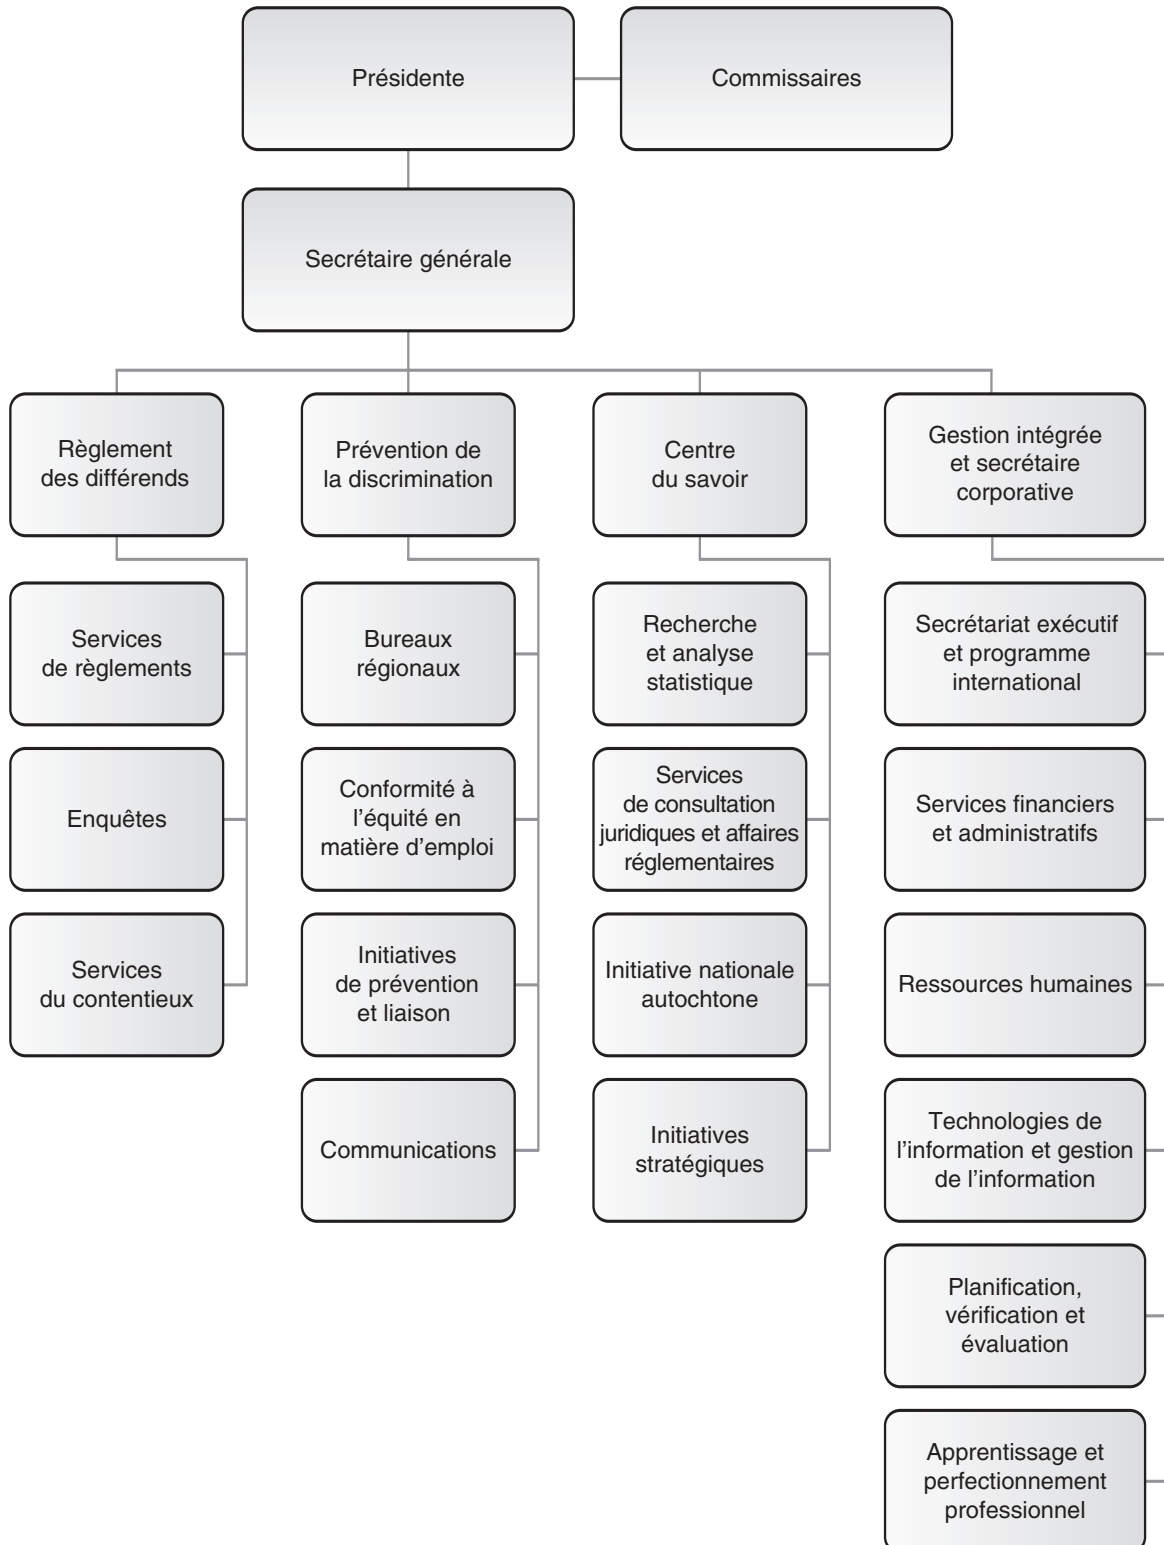 Présidente
Commissaires
Secrétaire générale
Règlement
des différends
Prévention de
la discrimination
Centre
du savoir
Gestion intégrée
et secrétaire
corporative
Services
de règlements
Enquêtes
Services
du contentieux
Bureaux
régionaux
Conformité à
l’équité en
matière d’emploi
Initiatives
de prévention
et liaison
Communications
Recherche
et analyse
statistique
Services
de consultation
juridiques et affaires
réglementaires
Initiative nationale
autochtone
Initiatives
stratégiques
Secrétariat exécutif
et programme
international
Services financiers
et administratifs
Ressources humaines
Technologies de
l’information et gestion
de l’information
Planification,
vérification et
évaluation
Apprentissage et
perfectionnement
professionnel